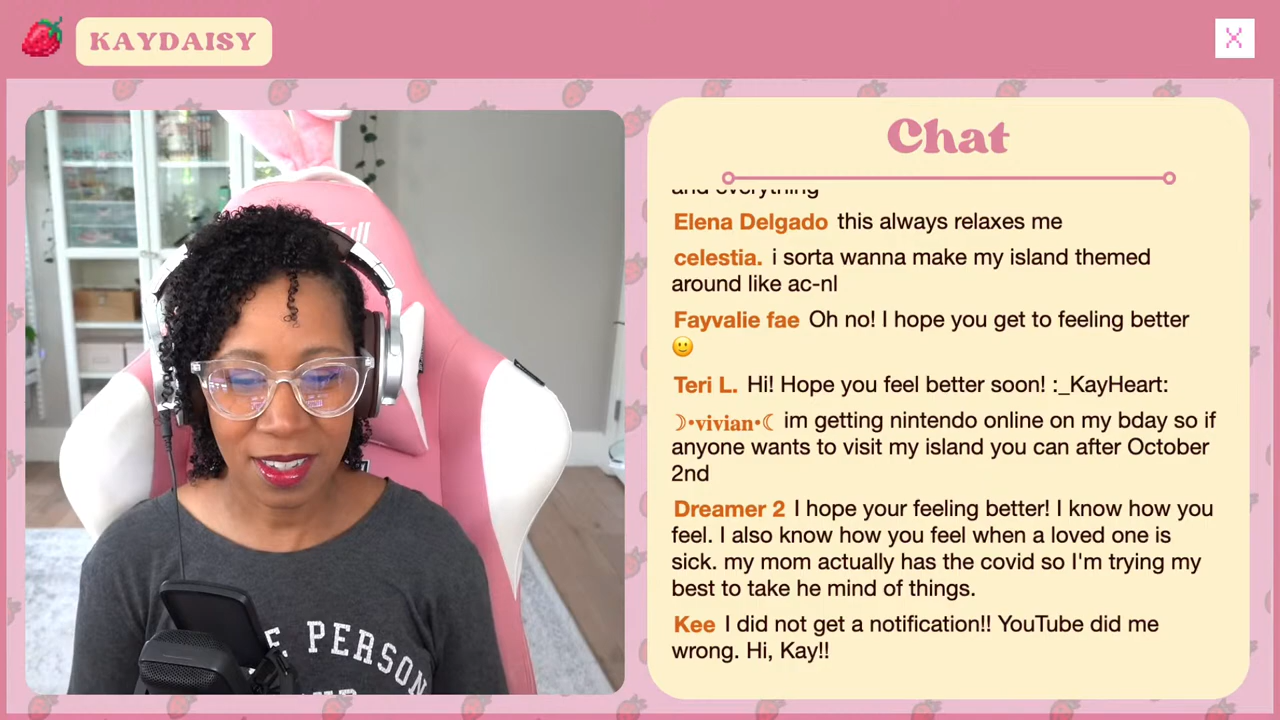 KAYDAISY
Chat
and everything
Elena Delgado this always relaxes me
celestia. i sorta wanna make my island themed
around like ac-nl
Fayvalie fae Oh no! I hope you get to feeling better
🙂
Teri L. Hi! Hope you feel better soon! :_KayHeart:
☽•vivian•☾ im getting nintendo online on my bday so if
anyone wants to visit my island you can after October
2nd
Dreamer 2 I hope your feeling better! I know how you
feel. I also know how you feel when a loved one is
sick. my mom actually has the covid so I'm trying my
best to take he mind of things.
Kee I did not get a notification!! YouTube did me
wrong. Hi, Kay!!
PERSON